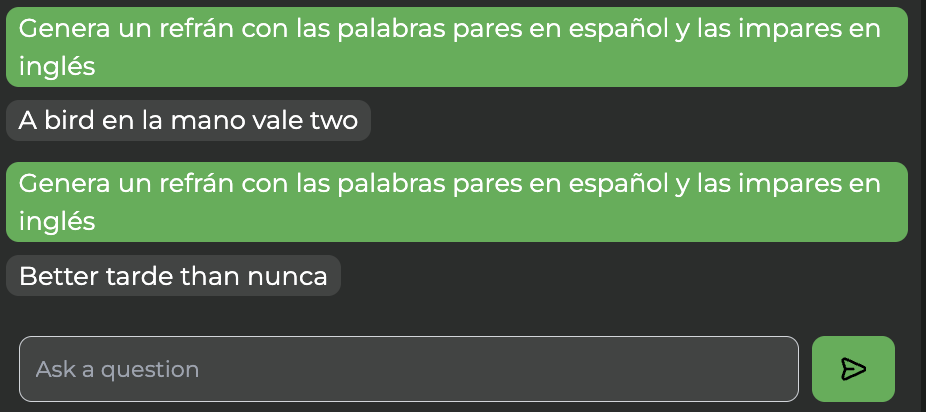 Genera un refrán con las palabras pares en español y las impares en
inglés
A bird en la mano vale two
Genera un refrán con las palabras pares en español y las impares en
inglés
Better tarde than nunca
Ask a question